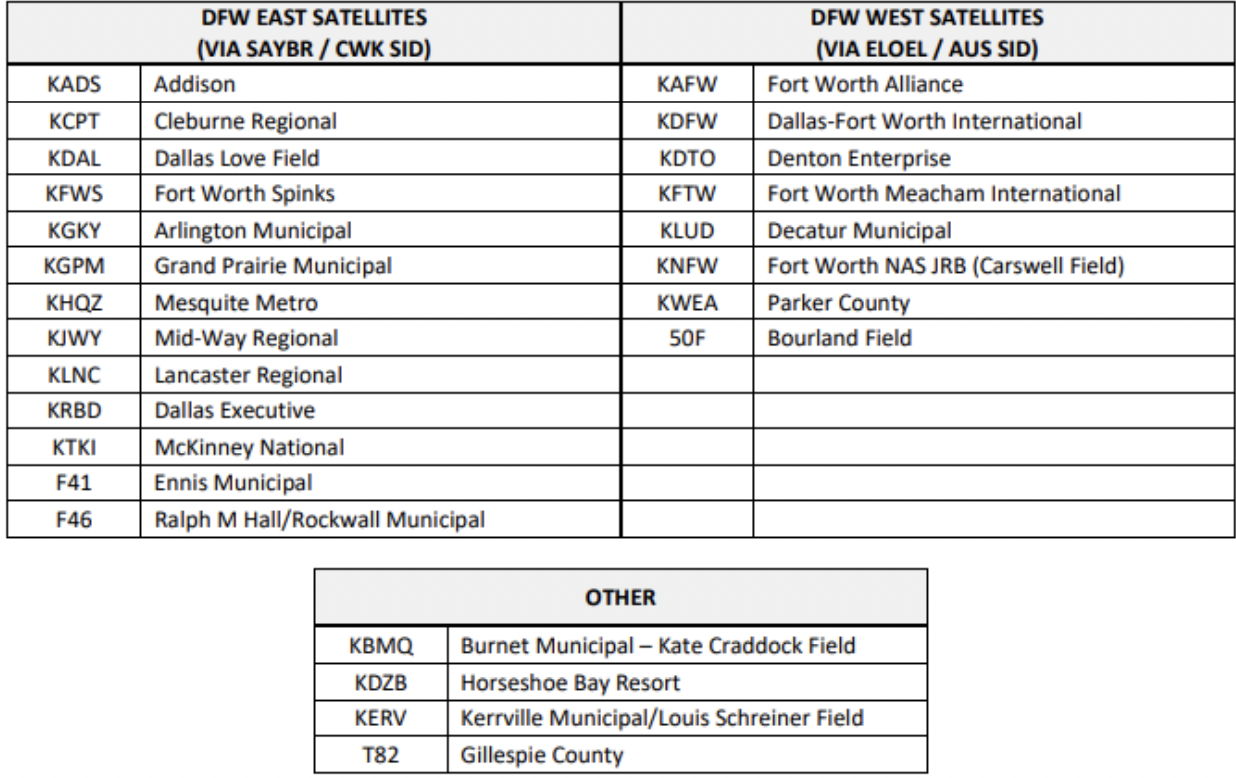 DFW EAST SATELLITES
(VIA SAYBR / CWK SID)
KADS Addison
KCPT Cleburne Regional
KDAL Dallas Love Field
KFWS Fort Worth Spinks
KGKY Arlington Municipal
KGPM Grand Prairie Municipal
KHQZ Mesquite Metro
KJWY Mid-Way Regional
KLNC Lancaster Regional
KRBD Dallas Executive
KTKI McKinney National
F41 Ennis Municipal
F46 Ralph M Hall/Rockwall Municipal
DFW WEST SATELLITES
(VIA ELOEL / AUS SID)
KAFW Fort Worth Alliance
KDFW Dallas-Fort Worth International
KDTO Denton Enterprise
KFTW Fort Worth Meacham International
KLUD Decatur Municipal
KNFW Fort Worth NAS JRB (Carswell Field)
KWEA Parker County
50F Bourland Field
OTHER
KBMQ Burnet Municipal – Kate Craddock Field
KDZB Horseshoe Bay Resort
KERV Kerrville Municipal/Louis Schreiner Field
T82 Gillespie County